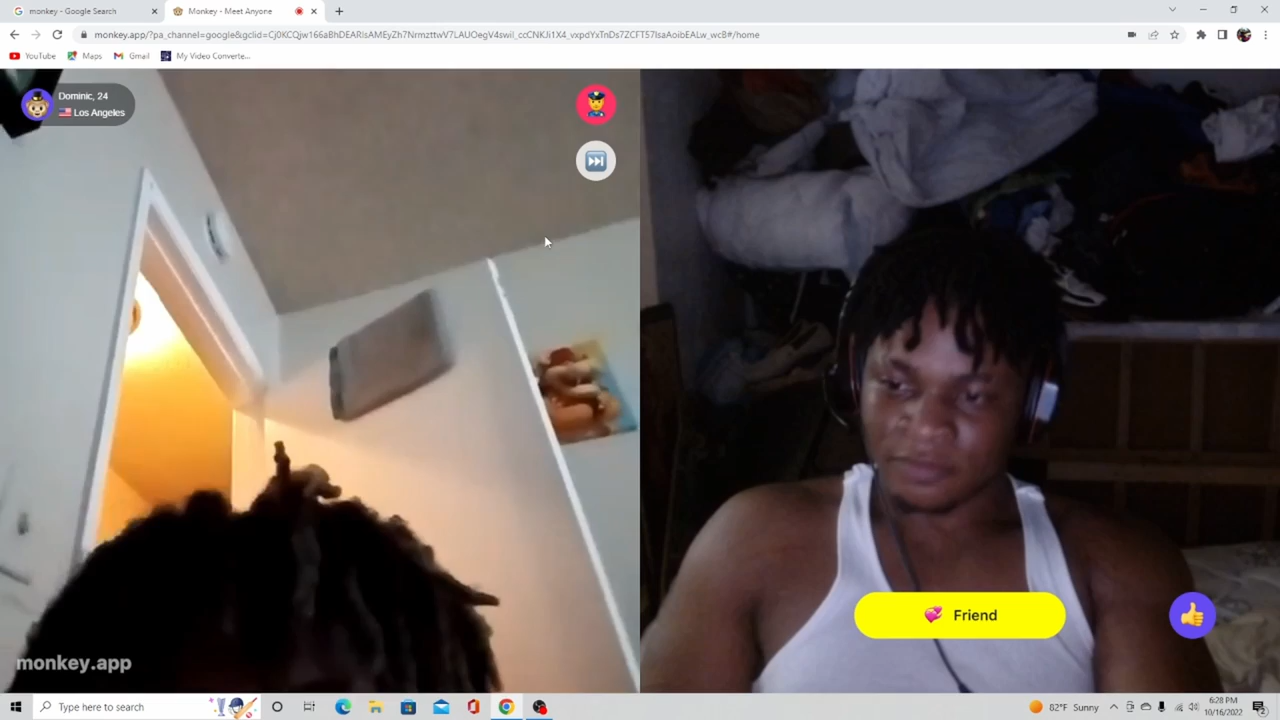 monkey - Google Search
Monkey - Meet Anyone
monkey.app/?pa_channel=google&gclid=Cj0KCQjw166aBhDEARIsAMEyZh7NrmzttwV7LAUOegV4swil_ccCNKJi1X4_vxpdYxTnDs7ZCFT57IsaAoibEALw_wcB#/home
YouTube
Maps
Gmail
My Video Converte...
Dominic, 24
Los Angeles
Friend
monkey.app
Type here to search
82°F Sunny
6:28 PM
10/16/2022
2